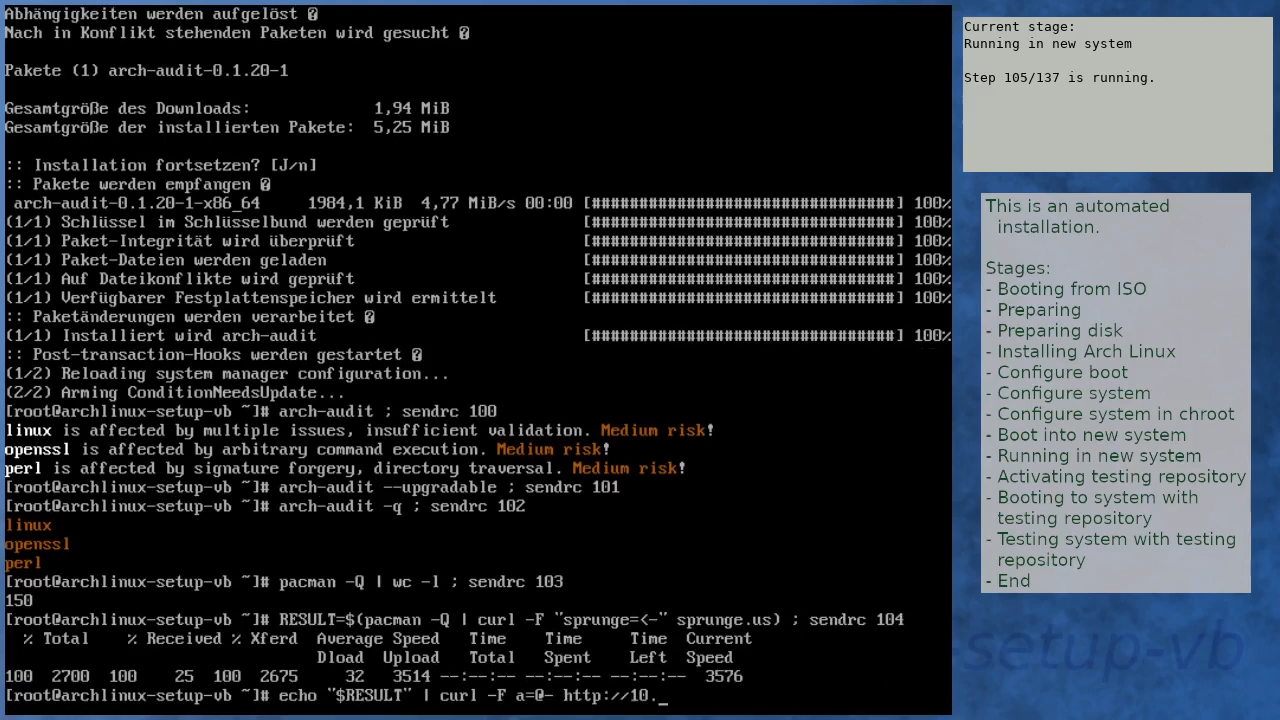 Abhängigkeiten werden aufgelöst �
Nach in Konflikt stehenden Paketen wird gesucht �
Pakete (1) arch-audit-0.1.20-1
Gesamtgröße des Downloads: 1,94 MiB
Gesamtgröße der installierten Pakete: 5,25 MiB
:: Installation fortsetzen? [J/n]
:: Pakete werden empfangen �
arch-audit-0.1.20-1-x86_64 1984,1 KiB 4,77 MiB/s 00:00 [################################] 100%
(1/1) Schlüssel im Schlüsselbund werden geprüft [################################] 100%
(1/1) Paket-Integrität wird überprüft [################################] 100%
(1/1) Paket-Dateien werden geladen [################################] 100%
(1/1) Auf Dateikonflikte wird geprüft [################################] 100%
(1/1) Verfügbarer Festplattenspeicher wird ermittelt [################################] 100%
:: Paketänderungen werden verarbeitet �
(1/1) Installiert wird arch-audit [################################] 100%
:: Post-transaction-Hooks werden gestartet �
(1/2) Reloading system manager configuration...
(2/2) Arming ConditionNeedsUpdate...
[root@archlinux-setup-vb ~]# arch-audit ; sendrc 100
linux is affected by multiple issues, insufficient validation. Medium risk!
openssl is affected by arbitrary command execution. Medium risk!
perl is affected by signature forgery, directory traversal. Medium risk!
[root@archlinux-setup-vb ~]# arch-audit --upgradable ; sendrc 101
[root@archlinux-setup-vb ~]# arch-audit -q ; sendrc 102
linux
openssl
perl
[root@archlinux-setup-vb ~]# pacman -Q | wc -l ; sendrc 103
150
[root@archlinux-setup-vb ~]# RESULT=$(pacman -Q | curl -F "sprunge=<-" sprunge.us) ; sendrc 104
% Total % Received % Xferd Average Speed Time Time Time Current
Dload Upload Total Spent Left Speed
100 2700 100 25 100 2675 32 3514 --:--:-- --:--:-- --:--:-- 3576
[root@archlinux-setup-vb ~]# echo "$RESULT" | curl -F a=@- http://10._
Current stage:
Running in new system
Step 105/137 is running.
This is an automated
installation.
Stages:
- Booting from ISO
- Preparing
- Preparing disk
- Installing Arch Linux
- Configure boot
- Configure system
- Configure system in chroot
- Boot into new system
- Running in new system
- Activating testing repository
- Booting to system with
testing repository
- Testing system with testing
repository
- End
-setup-vb